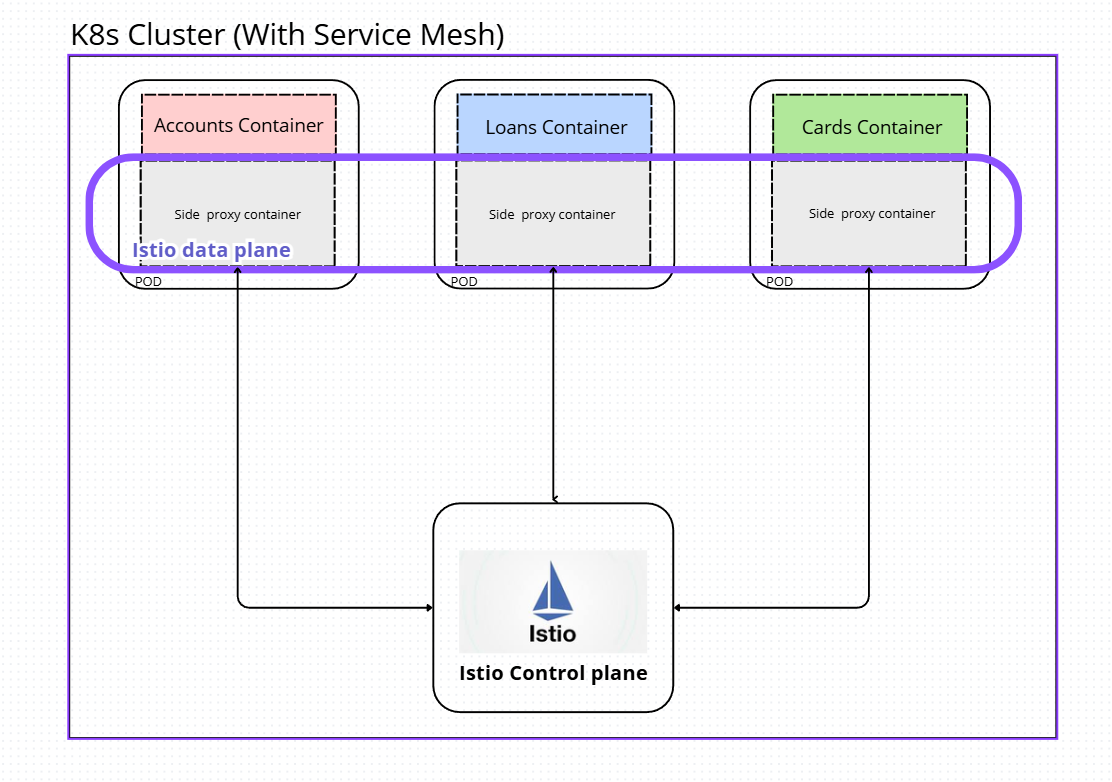 K8s Cluster (With Service Mesh)
Accounts Container
Loans Container
Cards Container
Side  proxy container
Side  proxy container
Side  proxy container
Istio data plane
POD
POD
POD
Istio
Istio Control plane